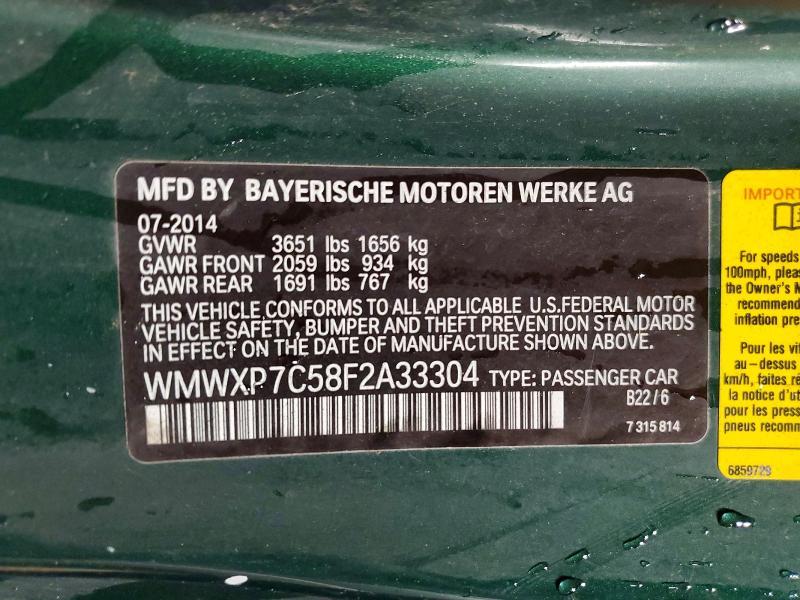 MFD BY BAYERISCHE MOTOREN WERKE AG
07-2014
GVWR 3651 lbs 1656 kg
GAWR FRONT 2059 lbs 934 kg
GAWR REAR 1691 lbs 767 kg
THIS VEHICLE CONFORMS TO ALL APPLICABLE U.S.FEDERAL MOTOR
VEHICLE SAFETY, BUMPER AND THEFT PREVENTION STANDARDS
IN EFFECT ON THE DATE OF MANUFACTURE SHOWN ABOVE.
WMWXP7C58F2A33304 TYPE: PASSENGER CAR
B22/6
7 315 814
For speeds
100mph, pleas
the Owner's M
recommend
inflation pre
Pour les vit
au-dessus
km/h, faites ré
la notice d'ut
pour les press
pneus recomm
6859729